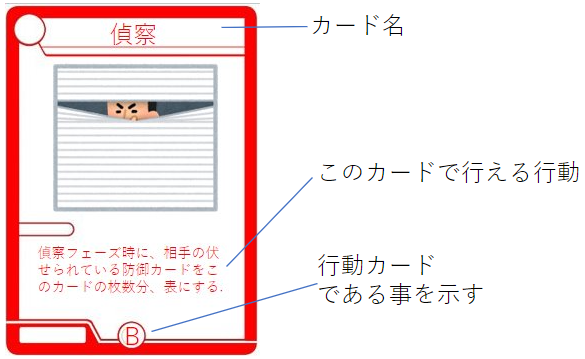 偵察
カード名
このカードで行える行動
偵察フェーズ時に、相手の伏
せられている防御カードをこ
のカードの枚数分、表にする.
行動カード
である事を示す
B